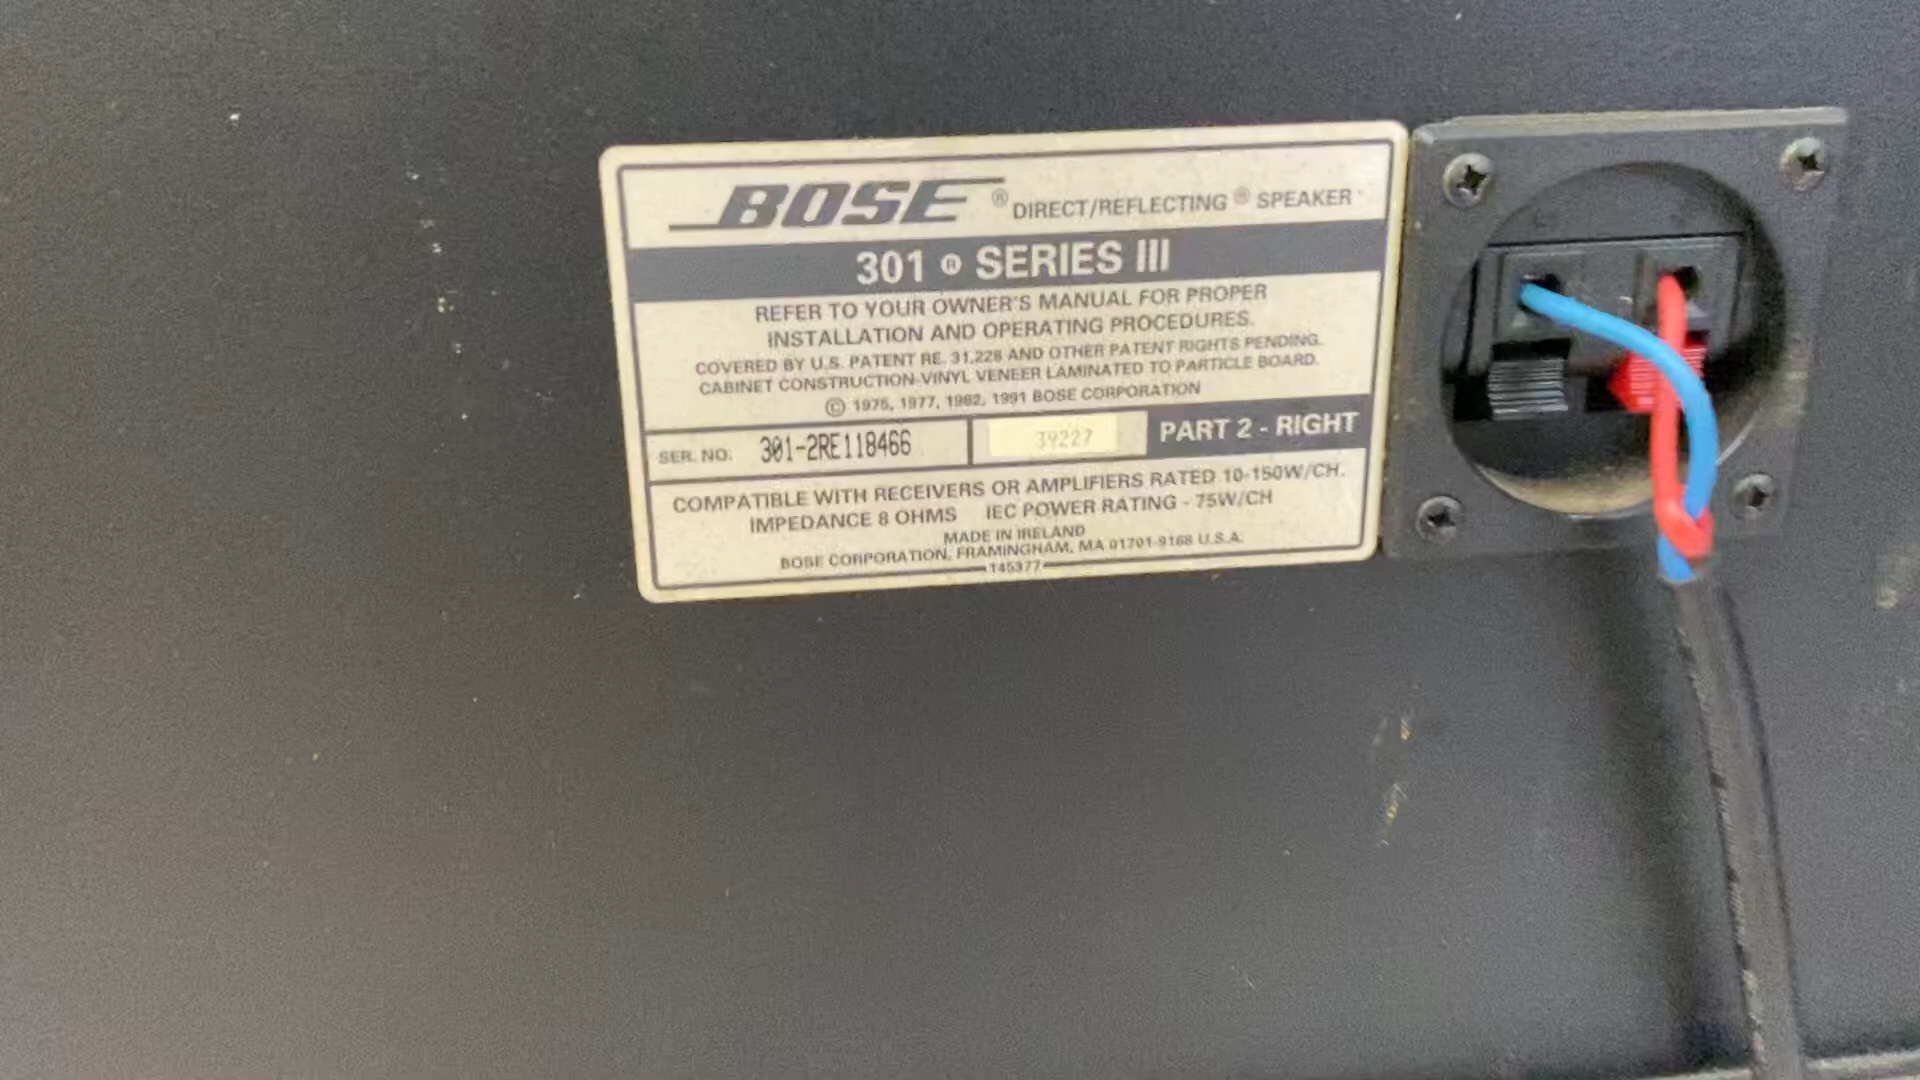 BOSE® DIRECT/REFLECTING® SPEAKER
301® SERIES III
REFER TO YOUR OWNER'S MANUAL FOR PROPER
INSTALLATION AND OPERATING PROCEDURES.
COVERED BY U.S. PATENT RE. 31,228 AND OTHER PATENT RIGHTS PENDING.
CABINET CONSTRUCTION-VINYL VENEER LAMINATED TO PARTICLE BOARD.
© 1975, 1977, 1982, 1991 BOSE CORPORATION
SER. NO. 301-2RE118466 39227 PART 2 - RIGHT
COMPATIBLE WITH RECEIVERS OR AMPLIFIERS RATED 10-150W/CH.
IMPEDANCE 8 OHMS IEC POWER RATING - 75W/CH
MADE IN IRELAND
BOSE CORPORATION, FRAMINGHAM, MA 01701-9168 U.S.A.
145377